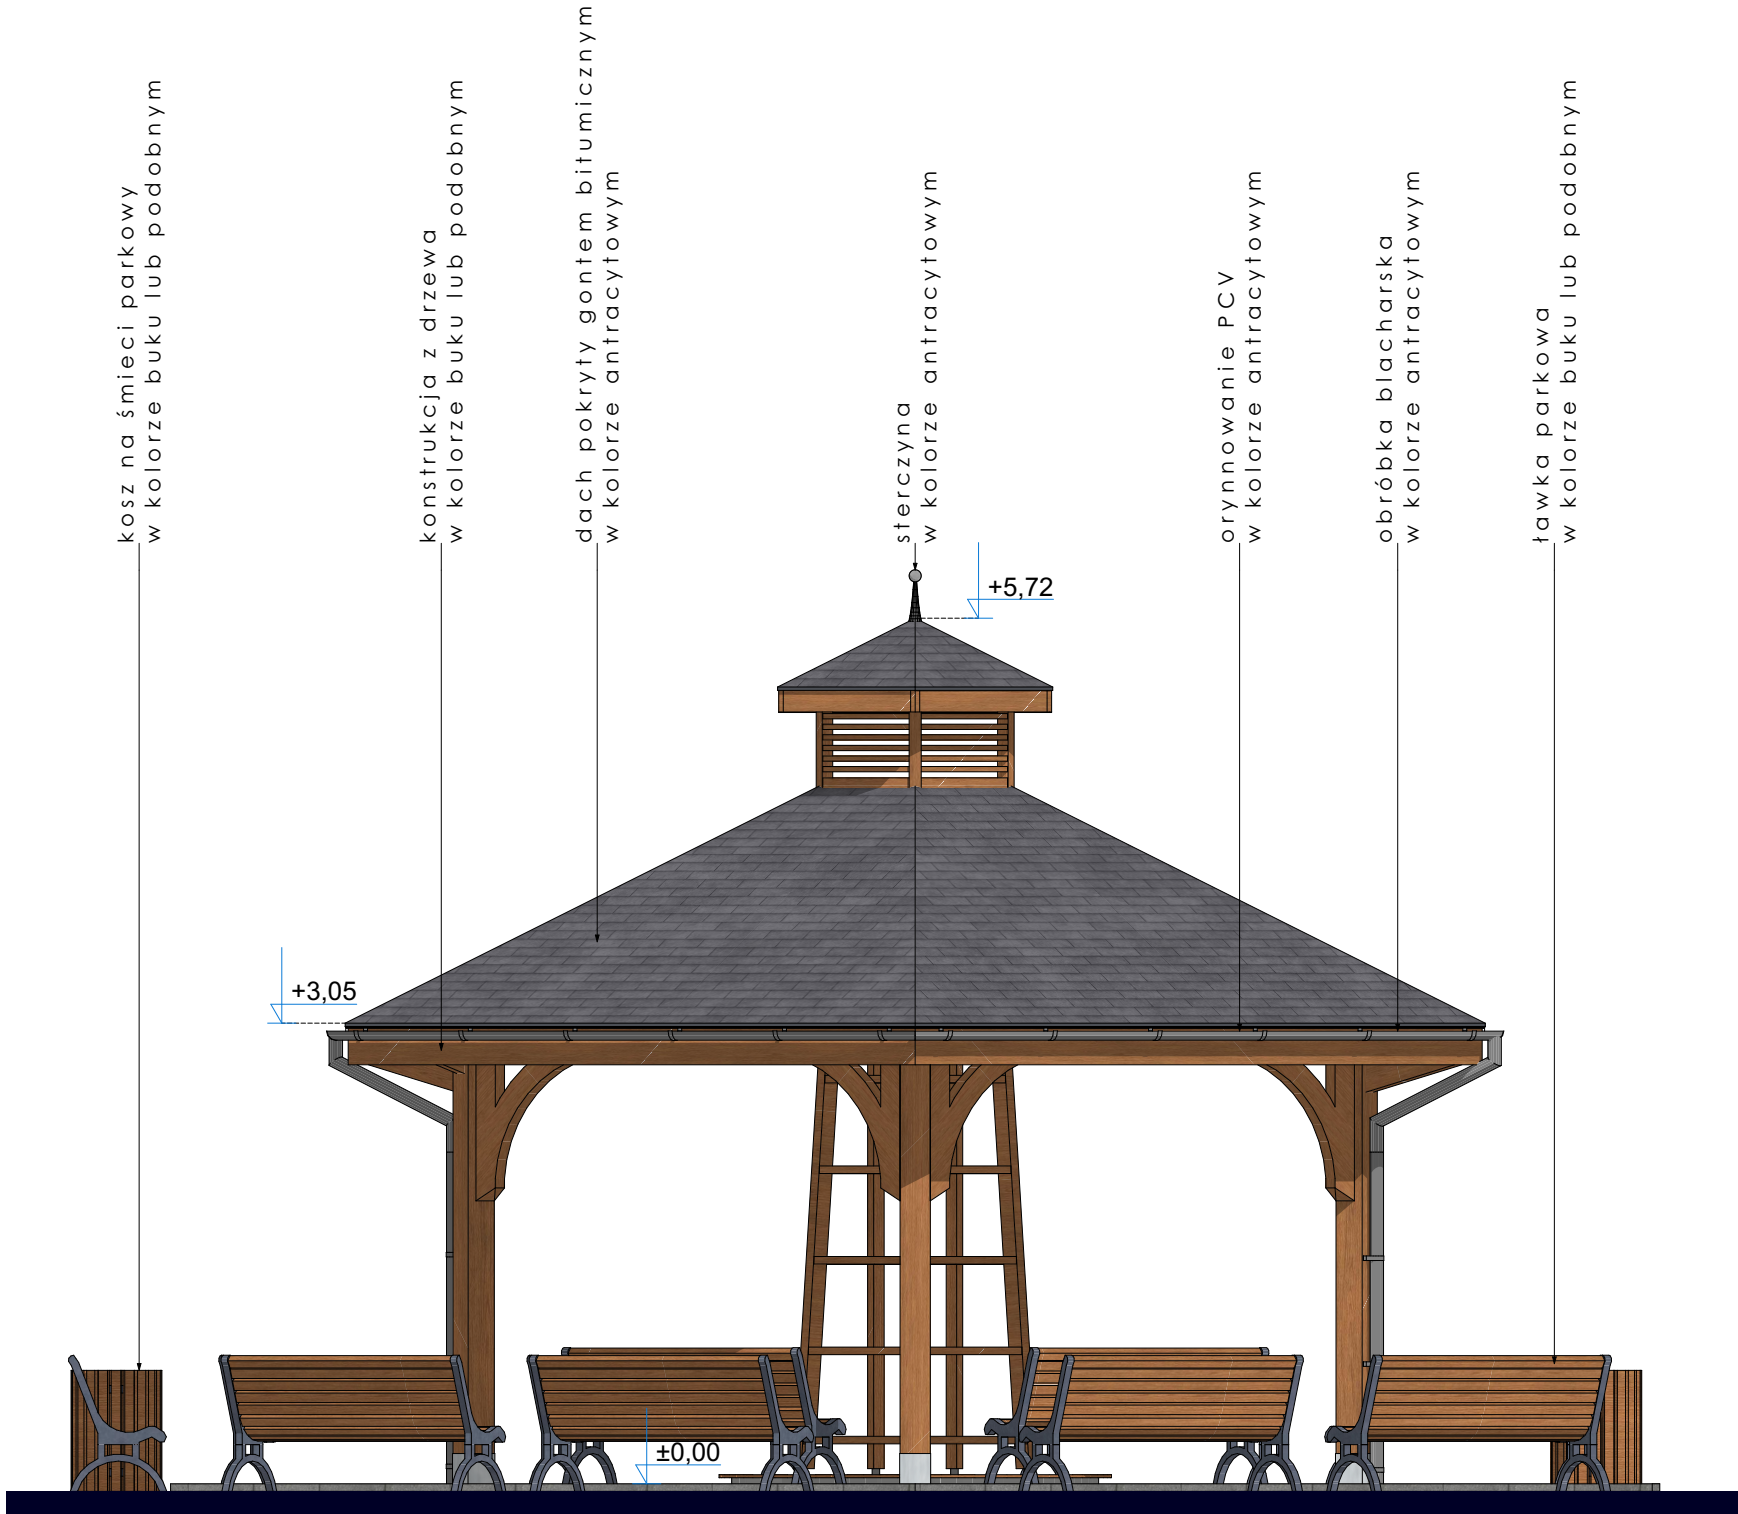 kosz na śmieci parkowy
w kolorze buku lub podobnym
konstrukcja z drzewa
w kolorze buku lub podobnym
dach pokryty gontem bitumicznym
w kolorze antracytowym
sterczyna
w kolorze antracytowym
orynnowanie PCV
w kolorze antracytowym
obróbka blacharska
w kolorze antracytowym
ławka parkowa
w kolorze buku lub podobnym
+5,72
+3,05
±0,00